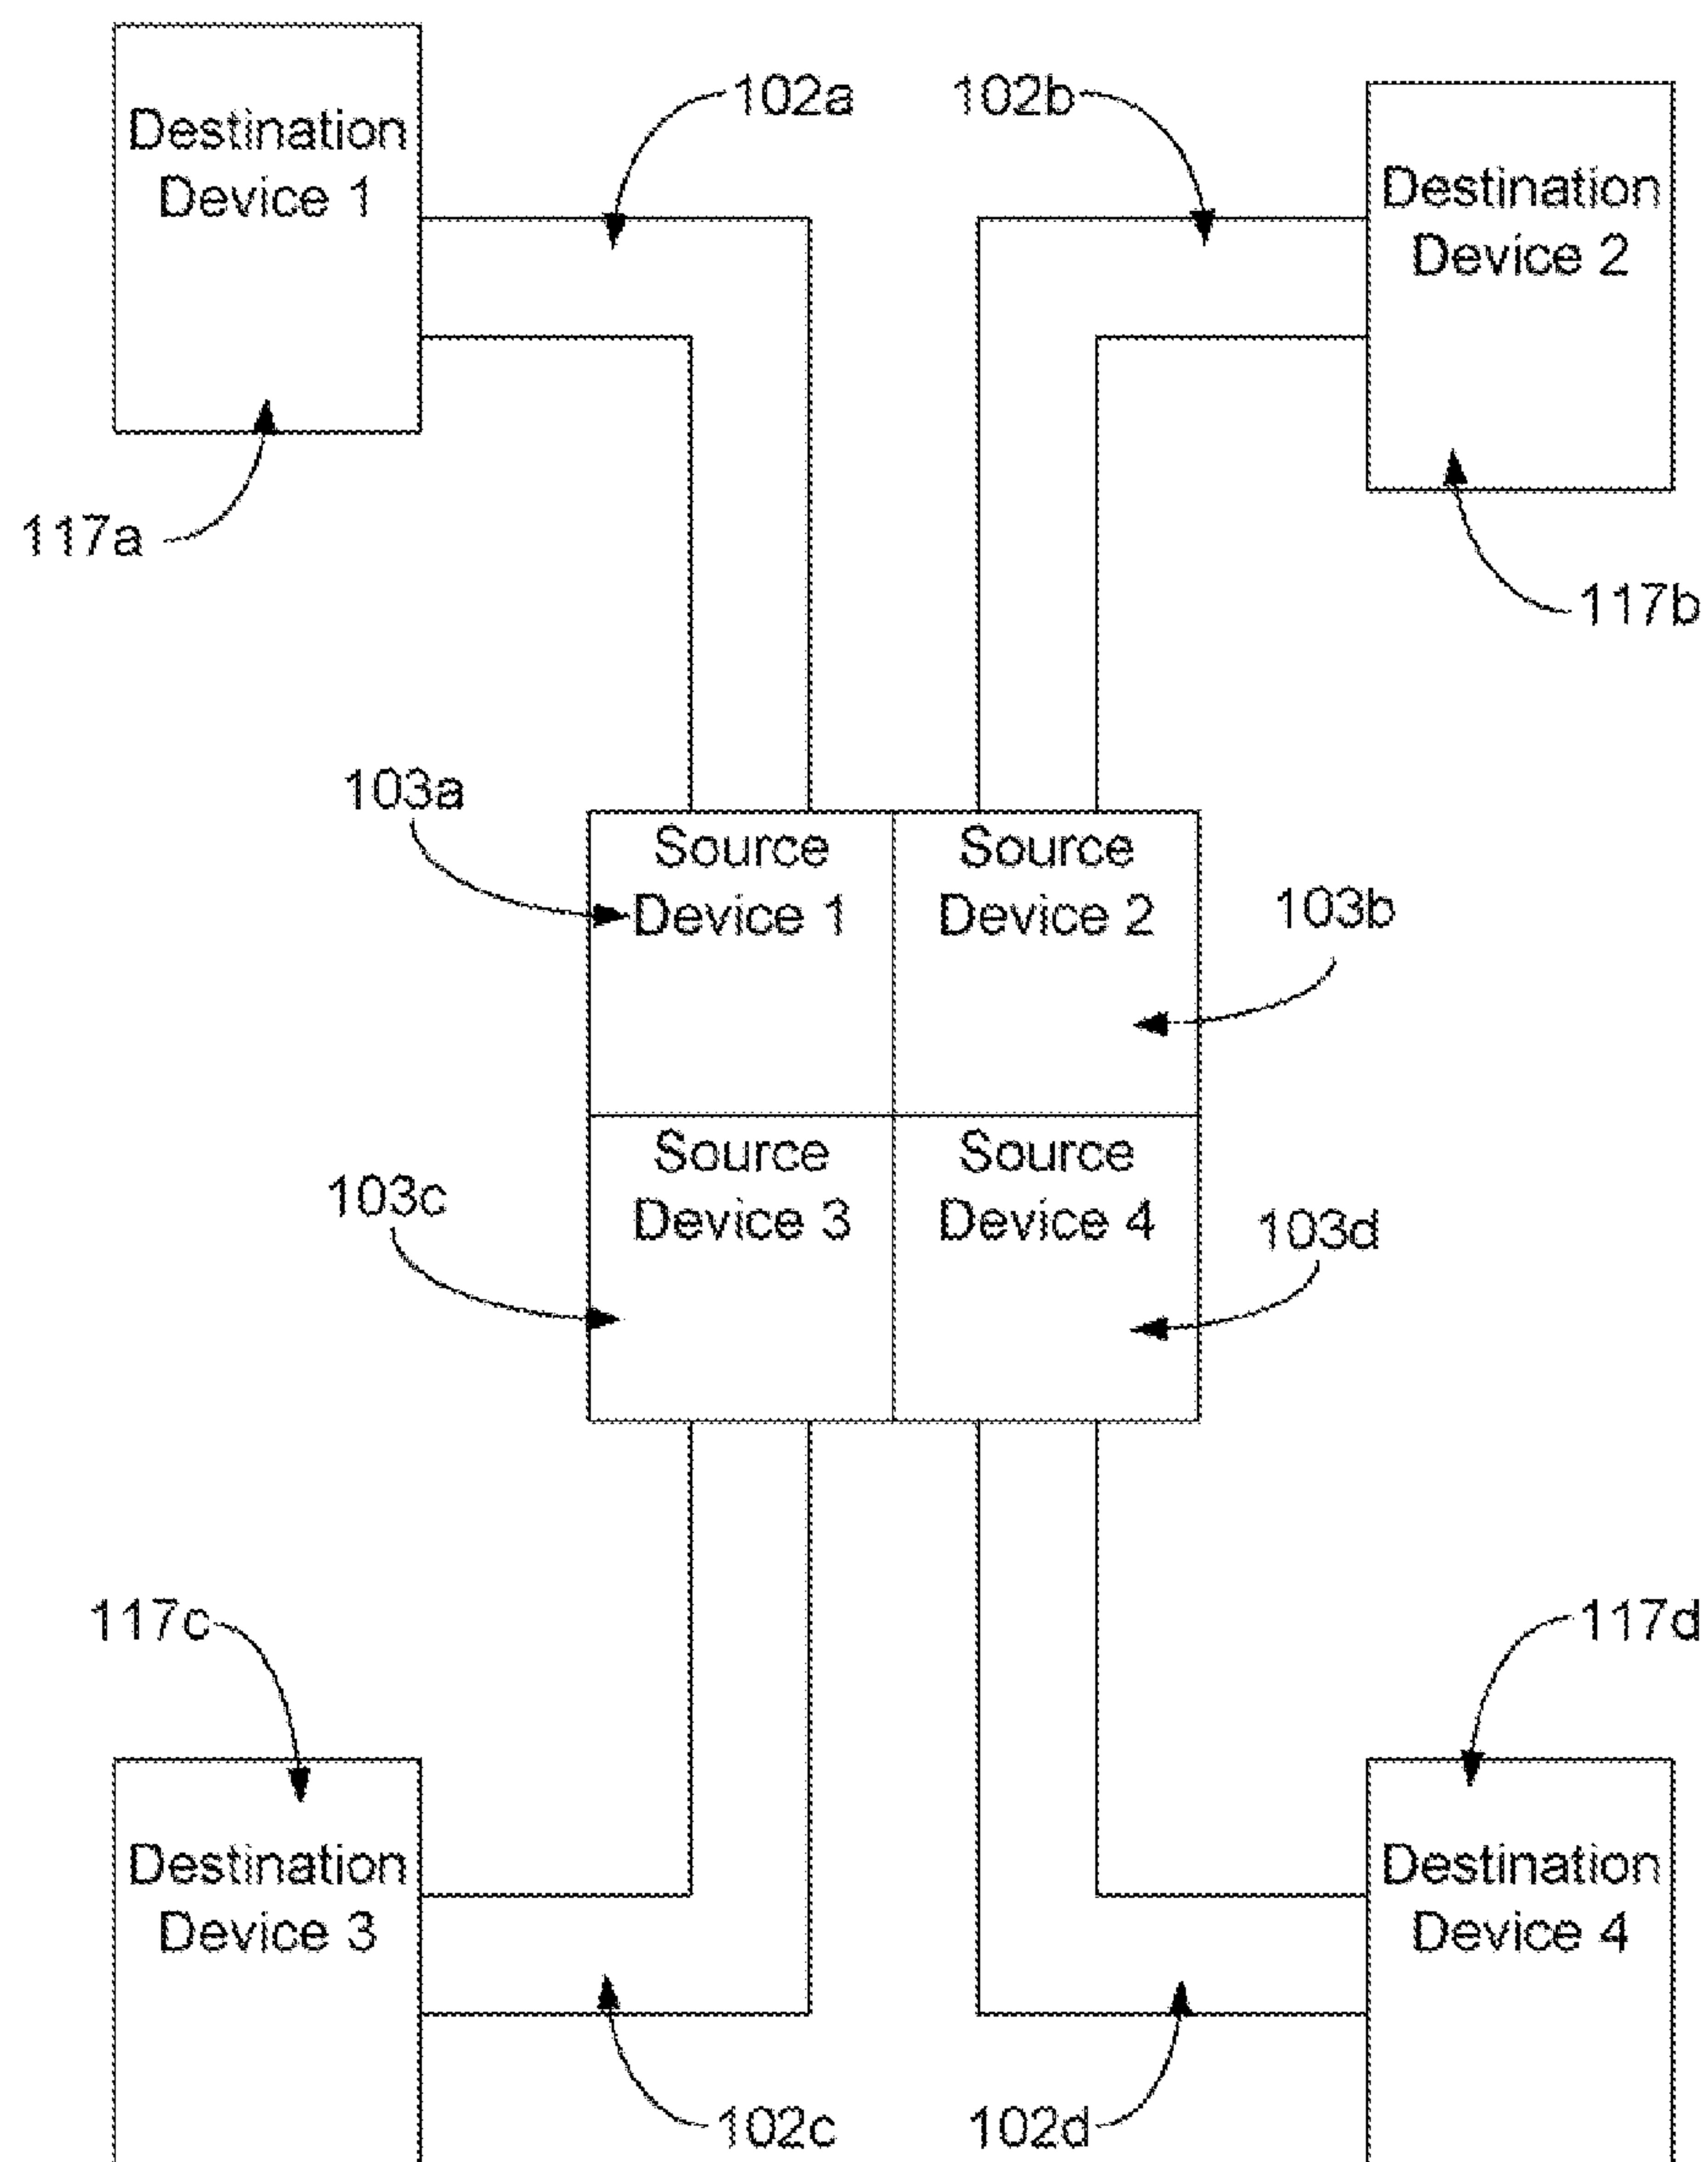 102a
102b
Destination
Device 1
Destination
Device 2
117a
117b
103a
Source
Device 1
Source
Device 2
103b
103c
Source
Device 3
Source
Device 4
103d
117c
117d
Destination
Device 3
Destination
Device 4
102c
102d